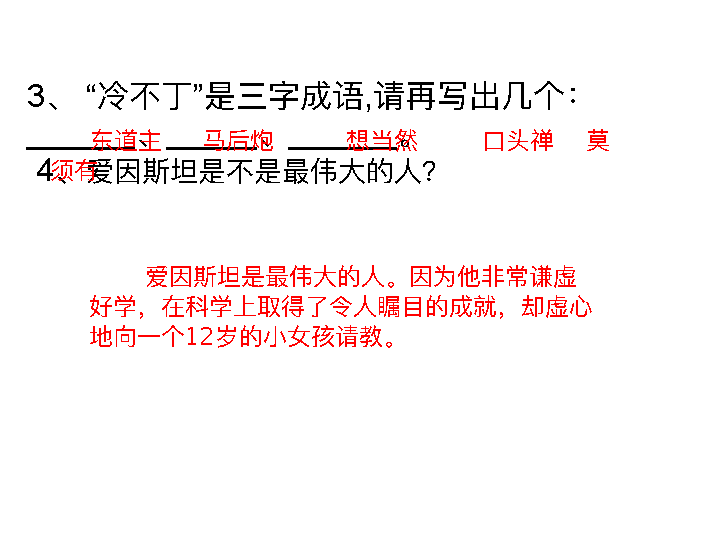 3、 “冷不丁”是三字成语,请再写出几个：
东道主 、 马后炮 、 想当然 。 口头禅 莫
须有
4、爱因斯坦是不是最伟大的人?
爱因斯坦是最伟大的人。因为他非常谦虚
好学，在科学上取得了令人瞩目的成就，却虚心
地向一个12岁的小女孩请教。